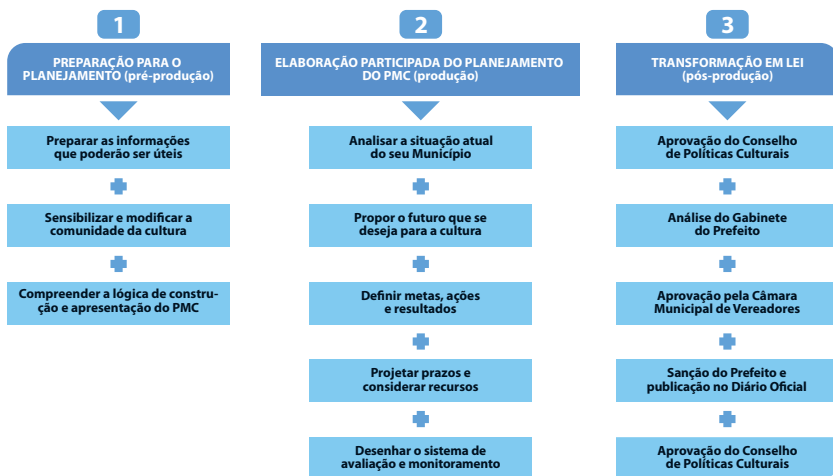 1
PREPARAÇÃO PARA O
PLANEJAMENTO (pré-produção)
Preparar as informações
que poderão ser úteis
Sensibilizar e modificar a
comunidade da cultura
Compreender a lógica de constru-
ção e apresentação do PMC
2
ELABORAÇÃO PARTICIPADA DO PLANEJAMENTO
DO PMC (produção)
Analisar a situação atual
do seu Município
Propor o futuro que se
deseja para a cultura
Definir metas, ações
e resultados
Projetar prazos e
considerar recursos
Desenhar o sistema de
avaliação e monitoramento
3
TRANSFORMAÇÃO EM LEI
(pós-produção)
Aprovação do Conselho
de Políticas Culturais
Análise do Gabinete
do Prefeito
Aprovação pela Câmara
Municipal de Vereadores
Sanção do Prefeito e
publicação no Diário Oficial
Aprovação do Conselho
de Políticas Culturais